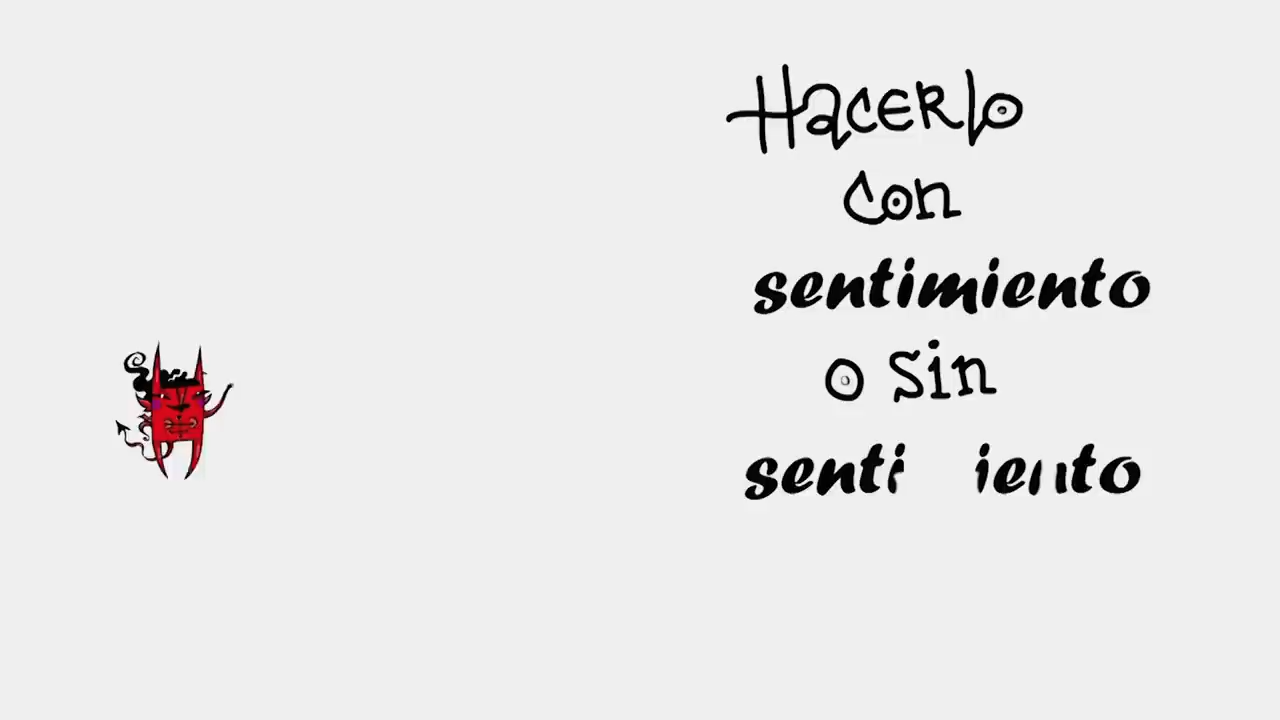 Hacerlo
con
sentimiento
o sin
senti iento